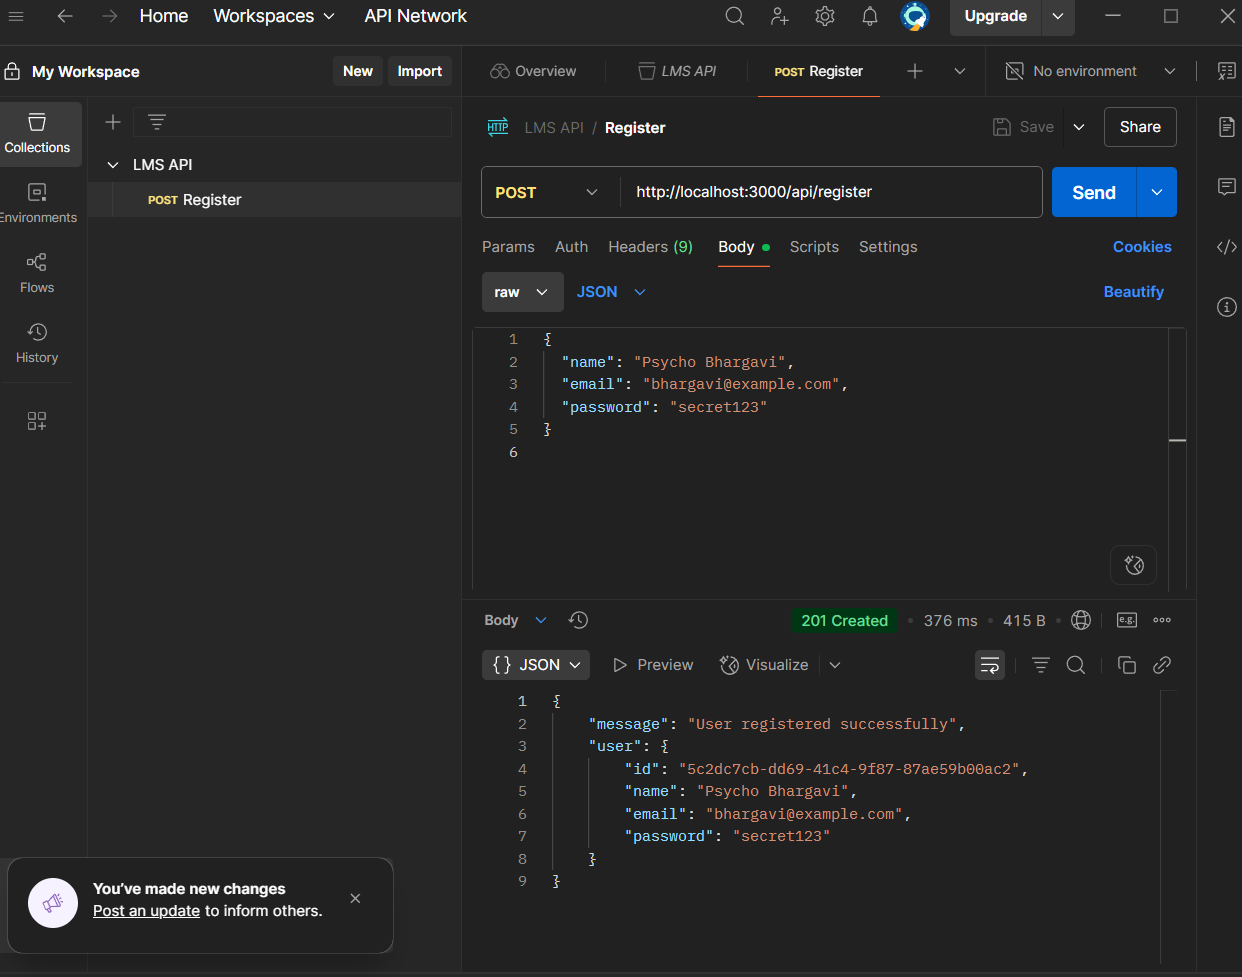 Home Workspaces API Network Upgrade
My Workspace New Import
Overview LMS API POST Register No environment
Collections
Environments
Flows
History
LMS API
POST Register
HTTP LMS API / Register Save Share
POST http://localhost:3000/api/register Send
Params Auth Headers (9) Body Scripts Settings Cookies
raw JSON Beautify
1 {
2 "name": "Psycho Bhargavi",
3 "email": "bhargavi@example.com",
4 "password": "secret123"
5 }
6
Body 201 Created 376 ms 415 B e.g.
{} JSON Preview Visualize
1 {
2 "message": "User registered successfully",
3 "user": {
4 "id": "5c2dc7cb-dd69-41c4-9f87-87ae59b00ac2",
5 "name": "Psycho Bhargavi",
6 "email": "bhargavi@example.com",
7 "password": "secret123"
8 }
9 }
You've made new changes
Post an update to inform others.